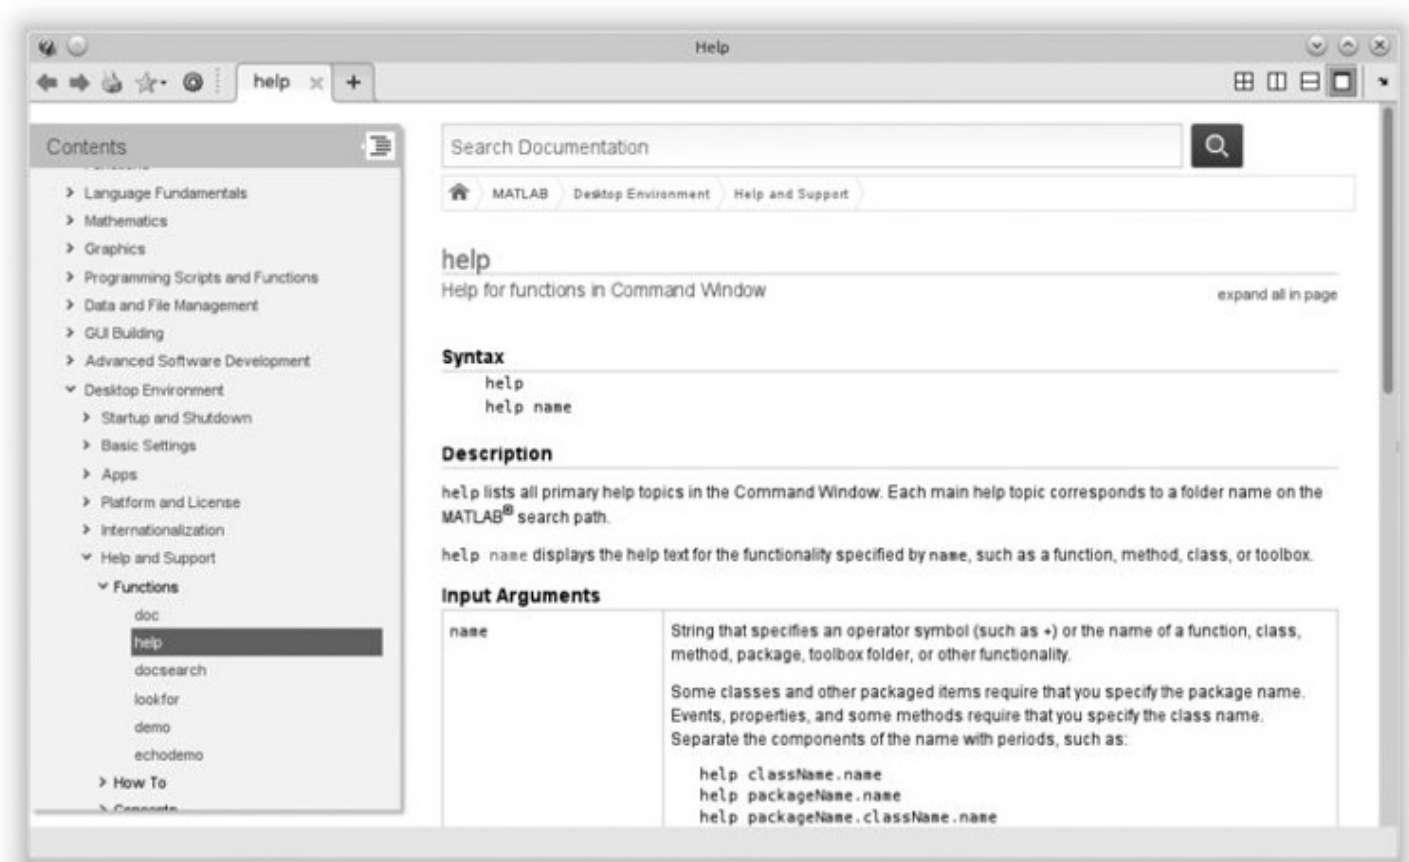 Help
help
Contents
Functions
Language Fundamentals
Mathematics
Graphics
Programming Scripts and Functions
Data and File Management
GUI Building
Advanced Software Development
Desktop Environment
Startup and Shutdown
Basic Settings
Apps
Platform and License
Internationalization
Help and Support
Functions
doc
help
docsearch
lookfor
demo
echodemo
How To
Concepts
Search Documentation
MATLAB Desktop Environment Help and Support
help
Help for functions in Command Window
expand all in page
Syntax
help
help name
Description
help lists all primary help topics in the Command Window. Each main help topic corresponds to a folder name on the
MATLAB® search path.
help name displays the help text for the functionality specified by name, such as a function, method, class, or toolbox.
Input Arguments
name
String that specifies an operator symbol (such as +) or the name of a function, class,
method, package, toolbox folder, or other functionality.
Some classes and other packaged items require that you specify the package name.
Events, properties, and some methods require that you specify the class name.
Separate the components of the name with periods, such as:
help className.name
help packageName.name
help packageName.className.name